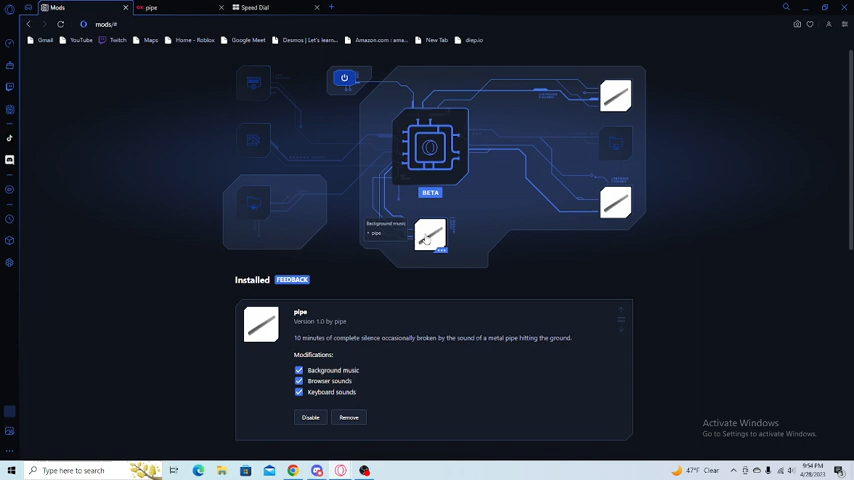 Mods
pipe
Speed Dial
mods/#
Gmail
YouTube
Twitch
Maps
Home - Roblox
Google Meet
Desmos | Let's learn...
Amazon.com : ama...
New Tab
diep.io
BETA
Background music
pipe
Installed FEEDBACK
pipe
Version 1.0 by pipe
10 minutes of complete silence occasionally broken by the sound of a metal pipe hitting the ground.
Modifications:
Background music
Browser sounds
Keyboard sounds
Disable
Remove
Activate Windows
Go to Settings to activate Windows.
Type here to search
47°F Clear
9:54 PM
4/28/2023